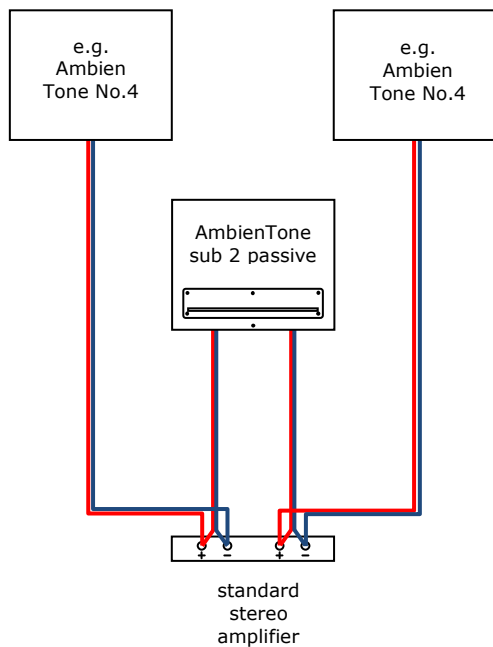 e.g.
Ambien
Tone No.4
e.g.
Ambien
Tone No.4
AmbienTone
sub 2 passive
+ − + −
standard
stereo
amplifier